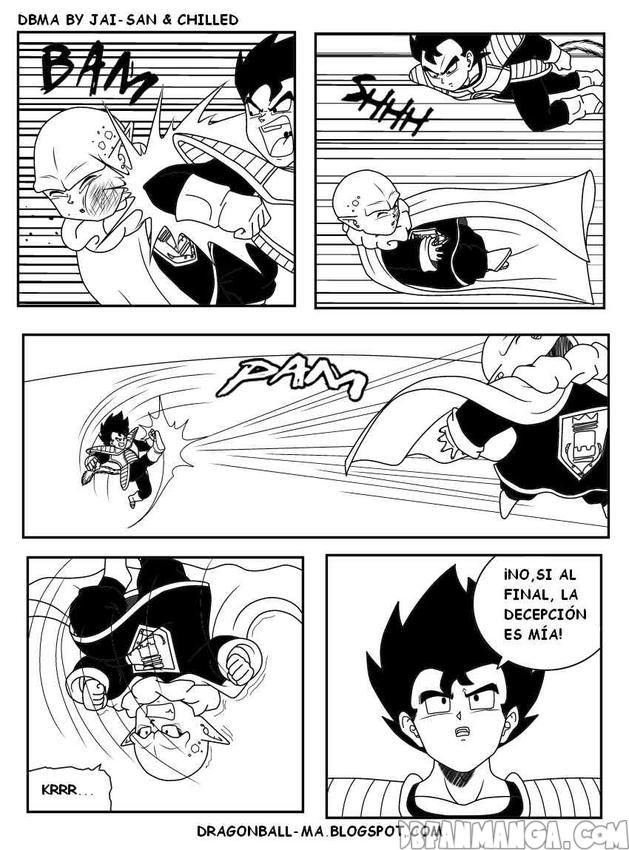 DBMA BY JAI-SAN & CHILLED
BAM
SHHH
PAM
KRRR...
¡NO,SI AL
FINAL, LA
DECEPCIÓN
ES MÍA!
DRAGONBALL-MA.BLOGSPOT.COM
DBFANMANGA.COM